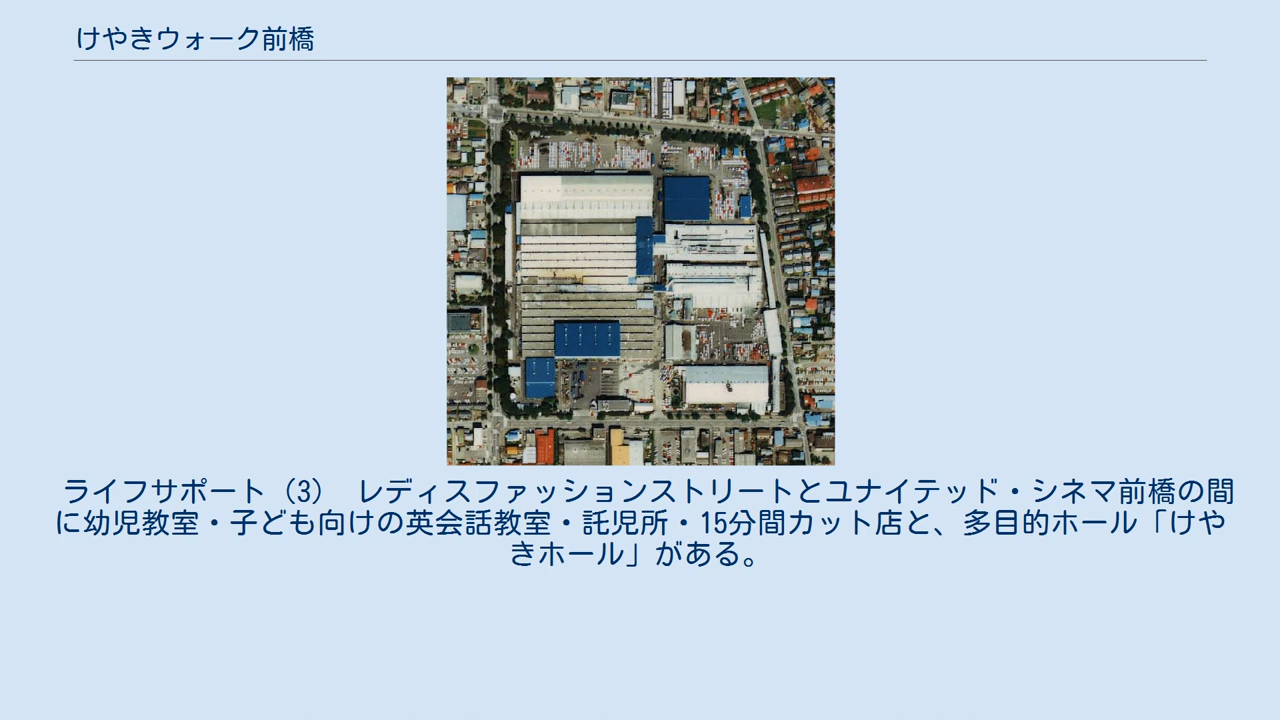 けやきウォーク前橋
ライフサポート（3）　レディスファッションストリートとユナイテッド・シネマ前橋の間
に幼児教室・子ども向けの英会話教室・託児所・15分間カット店と、多目的ホール「けや
きホール」がある。